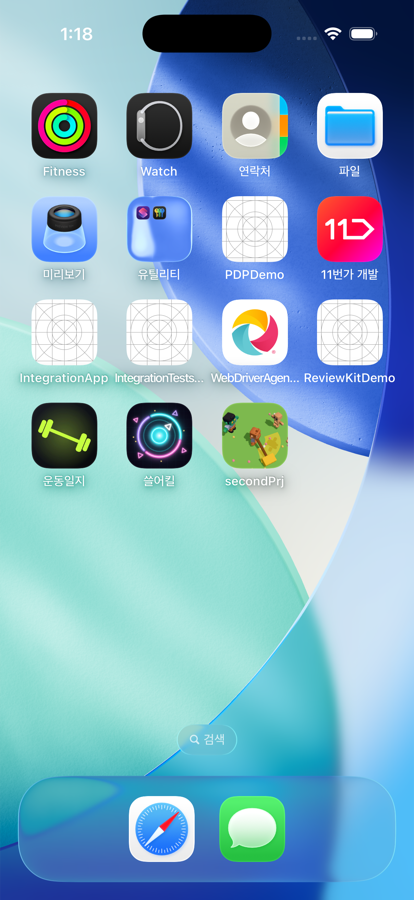 1:18
Fitness
Watch
연락처
파일
미리보기
유틸리티
PDPDemo
11번가 개발
IntegrationApp
IntegrationTests...
WebDriverAgen...
ReviewKitDemo
운동일지
쓸어킬
secondPrj
검색